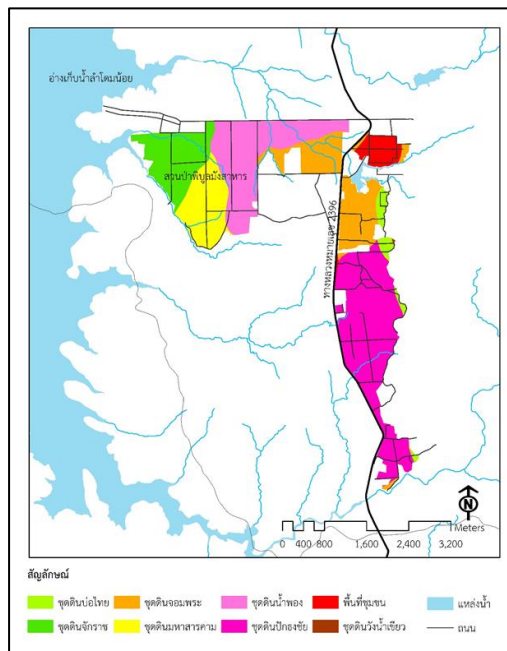 อ่างเก็บน้ำลำโดมน้อย
สวนป่าพิบูลมังสาหาร
ทางหลวงหมายเลข 2396
N
Meters
0 400 800 1,600 2,400 3,200
สัญลักษณ์
ชุดดินบ่อไทย ชุดดินจอมพระ ชุดดินน้ำพอง พื้นที่ชุมชน แหล่งน้ำ
ชุดดินจักราช ชุดดินมหาสารคาม ชุดดินปักธงชัย ชุดดินวังน้ำเขียว ถนน